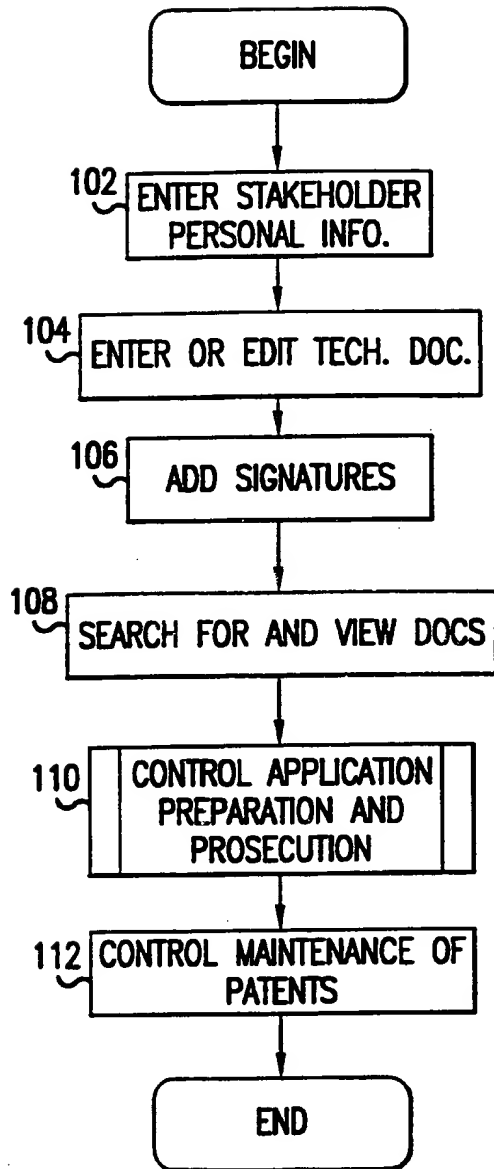 BEGIN
102
ENTER STAKEHOLDER
PERSONAL INFO.
104
ENTER OR EDIT TECH. DOC.
106
ADD SIGNATURES
108
SEARCH FOR AND VIEW DOCS
110
CONTROL APPLICATION
PREPARATION AND
PROSECUTION
112
CONTROL MAINTENANCE OF
PATENTS
END